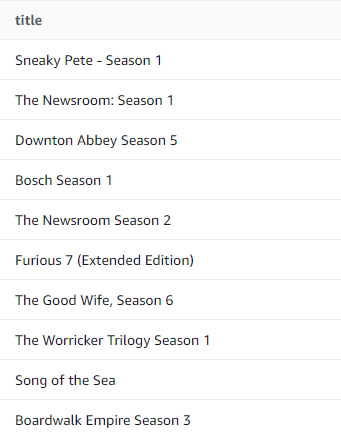 title
Sneaky Pete - Season 1
The Newsroom: Season 1
Downton Abbey Season 5
Bosch Season 1
The Newsroom Season 2
Furious 7 (Extended Edition)
The Good Wife, Season 6
The Worricker Trilogy Season 1
Song of the Sea
Boardwalk Empire Season 3